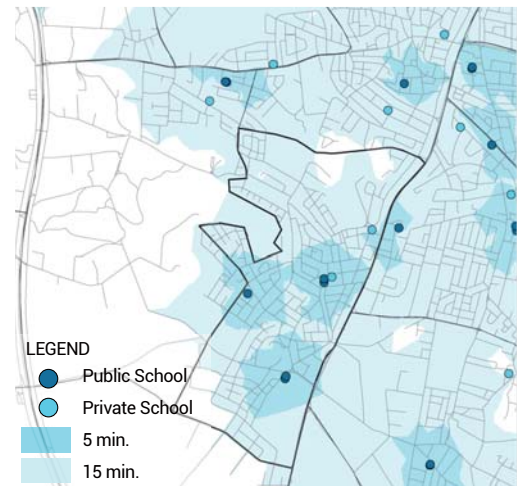 LEGEND
Public School
Private School
5 min.
15 min.